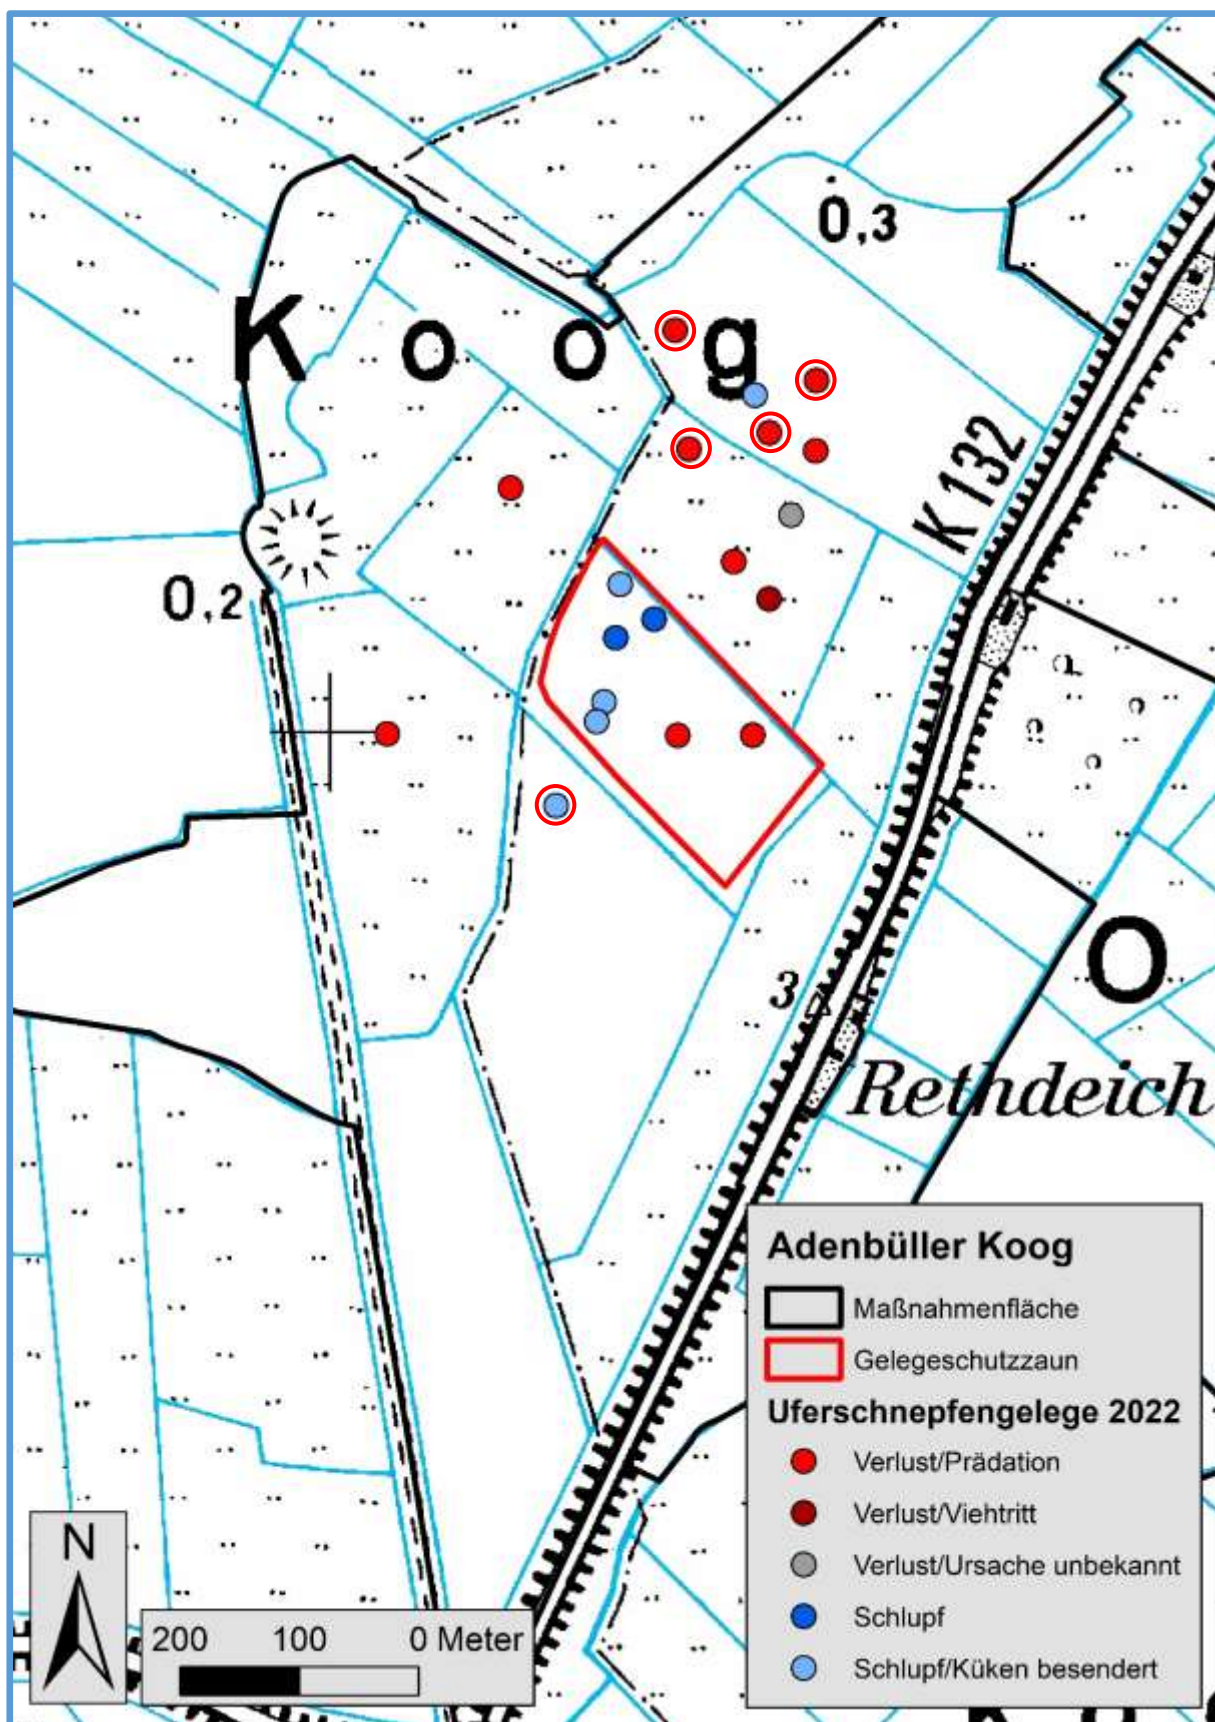 0,3
K o o g
K 132
0,2
O
3
Rethdeich
Adenbüller Koog
Maßnahmenfläche
Gelegeschutzzaun
Uferschnepfengelege 2022
Verlust/Prädation
Verlust/Viehtritt
Verlust/Ursache unbekannt
Schlupf
Schlupf/Küken besendert
N
200 100 0 Meter